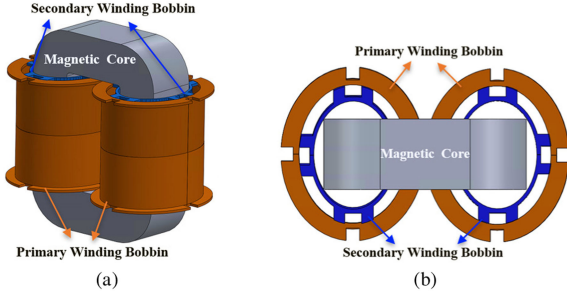 Secondary Winding Bobbin
Magnetic Core
Primary Winding Bobbin
(a)
Primary Winding Bobbin
Magnetic Core
Secondary Winding Bobbin
(b)